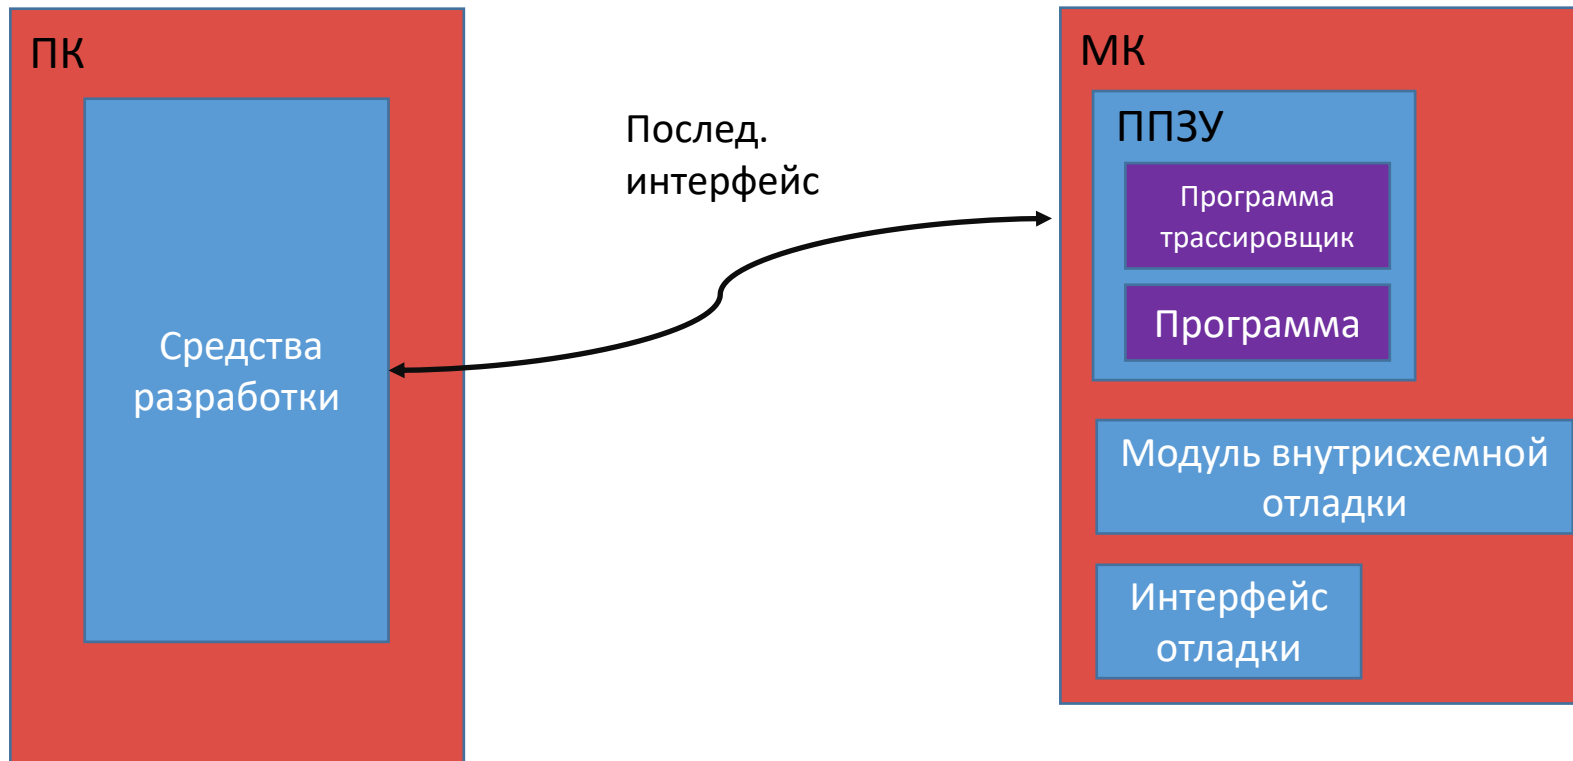 ПК
Средства
разработки
Послед.
интерфейс
МК
ППЗУ
Программа
трассировщик
Программа
Модуль внутрисхемной
отладки
Интерфейс
отладки